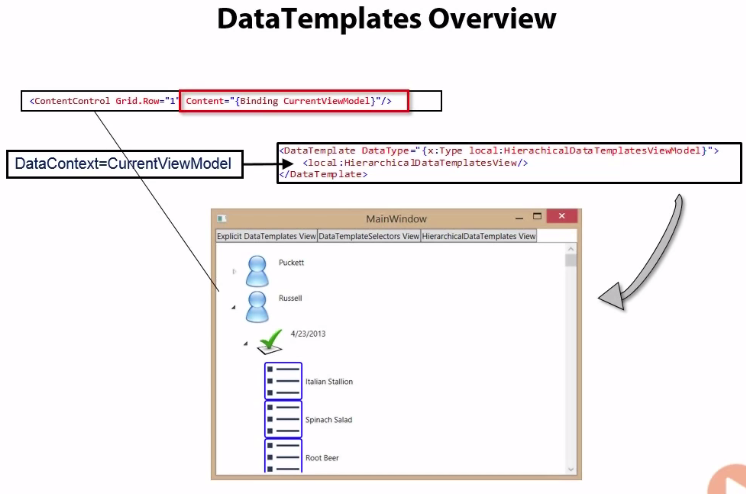 DataTemplates Overview
<ContentControl Grid.Row="1" Content="{Binding CurrentViewModel}"/>
DataContext=CurrentViewModel
<DataTemplate DataType="{x:Type local:HierachicalDataTemplatesViewModel}">
<local:HierarchicalDataTemplatesView/>
</DataTemplate>
MainWindow
Explicit DataTemplates View DataTemplateSelectors View HierarchicalDataTemplates View
Puckett
Russell
4/23/2013
Italian Stallion
Spinach Salad
Root Beer